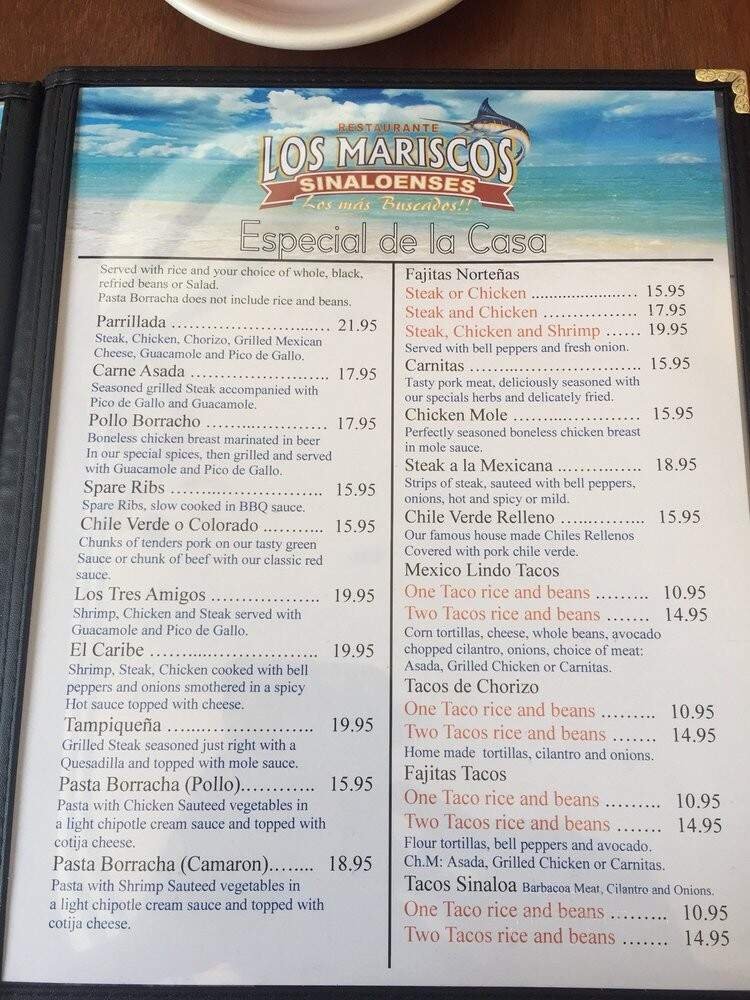 RESTAURANTE
LOS MARISCOS
SINALOENSES
Los más Buscados!!
Especial de la Casa
Served with rice and your choice of whole, black,
refried beans or Salad.
Pasta Borracha does not include rice and beans.
Parrillada ........................... 21.95
Steak, Chicken, Chorizo, Grilled Mexican
Cheese, Guacamole and Pico de Gallo.
Carne Asada ........................ 17.95
Seasoned grilled Steak accompanied with
Pico de Gallo and Guacamole.
Pollo Borracho ..................... 17.95
Boneless chicken breast marinated in beer
In our special spices, then grilled and served
with Guacamole and Pico de Gallo.
Spare Ribs ........................... 15.95
Spare Ribs, slow cooked in BBQ sauce.
Chile Verde o Colorado ........... 15.95
Chunks of tenders pork on our tasty green
Sauce or chunk of beef with our classic red
sauce.
Los Tres Amigos .................. 19.95
Shrimp, Chicken and Steak served with
Guacamole and Pico de Gallo.
El Caribe ............................ 19.95
Shrimp, Steak, Chicken cooked with bell
peppers and onions smothered in a spicy
Hot sauce topped with cheese.
Tampiqueña ........................ 19.95
Grilled Steak seasoned just right with a
Quesadilla and topped with mole sauce.
Pasta Borracha (Pollo)............ 15.95
Pasta with Chicken Sauteed vegetables in
a light chipotle cream sauce and topped with
cotija cheese.
Pasta Borracha (Camaron)........ 18.95
Pasta with Shrimp Sauteed vegetables in
a light chipotle cream sauce and topped with
cotija cheese.
Fajitas Norteñas
Steak or Chicken ....................... 15.95
Steak and Chicken ................ 17.95
Steak, Chicken and Shrimp ...... 19.95
Served with bell peppers and fresh onion.
Carnitas ............................. 15.95
Tasty pork meat, deliciously seasoned with
our specials herbs and delicately fried.
Chicken Mole ...................... 15.95
Perfectly seasoned boneless chicken breast
in mole sauce.
Steak a la Mexicana .............. 18.95
Strips of steak, sauteed with bell peppers,
onions, hot and spicy or mild.
Chile Verde Relleno .............. 15.95
Our famous house made Chiles Rellenos
Covered with pork chile verde.
Mexico Lindo Tacos
One Taco rice and beans ......... 10.95
Two Tacos rice and beans ....... 14.95
Corn tortillas, cheese, whole beans, avocado
chopped cilantro, onions, choice of meat:
Asada, Grilled Chicken or Carnitas.
Tacos de Chorizo
One Taco rice and beans ......... 10.95
Two Tacos rice and beans ....... 14.95
Home made tortillas, cilantro and onions.
Fajitas Tacos
One Taco rice and beans ......... 10.95
Two Tacos rice and beans ....... 14.95
Flour tortillas, bell peppers and avocado.
Ch.M: Asada, Grilled Chicken or Carnitas.
Tacos Sinaloa Barbacoa Meat, Cilantro and Onions.
One Taco rice and beans ......... 10.95
Two Tacos rice and beans ....... 14.95